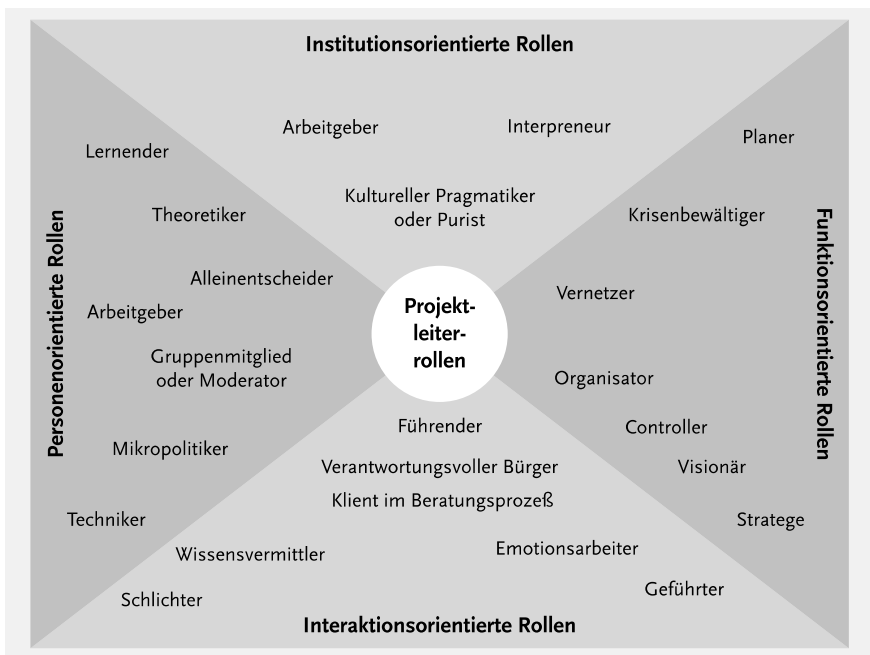 Institutionsorientierte Rollen
Arbeitgeber
Interpreneur
Kultureller Pragmatiker
oder Purist
Personenorientierte Rollen
Lernender
Theoretiker
Alleinentscheider
Arbeitgeber
Gruppenmitglied
oder Moderator
Mikropolitiker
Techniker
Projekt-
leiter-
rollen
Planer
Krisenbewältiger
Vernetzer
Organisator
Controller
Visionär
Stratege
Funktionsorientierte Rollen
Führender
Verantwortungsvoller Bürger
Klient im Beratungsprozeß
Wissensvermittler
Emotionsarbeiter
Schlichter
Geführter
Interaktionsorientierte Rollen